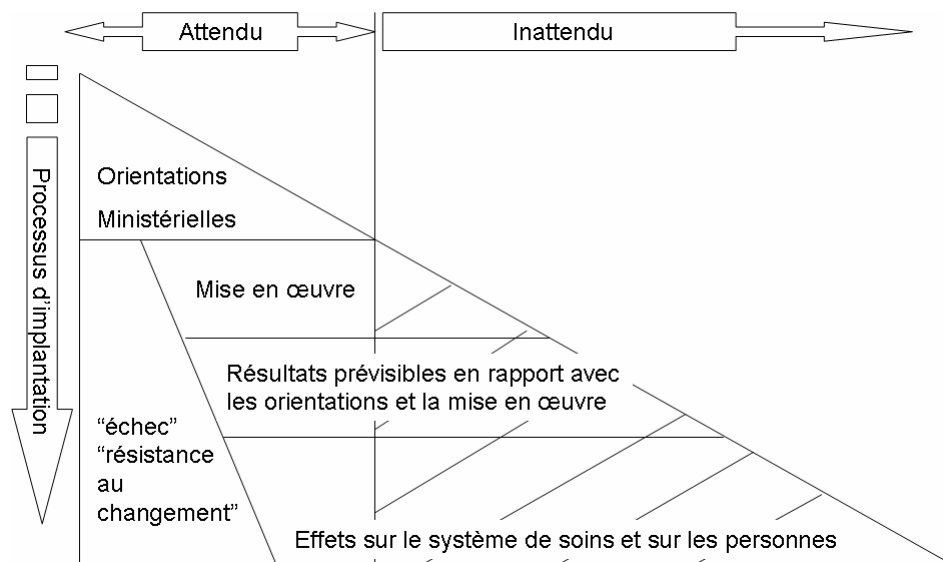 Attendu
Inattendu
Processus d'implantation
Orientations
Ministérielles
Mise en œuvre
Résultats prévisibles en rapport avec
les orientations et la mise en œuvre
“échec”
“résistance
au
changement”
Effets sur le système de soins et sur les personnes